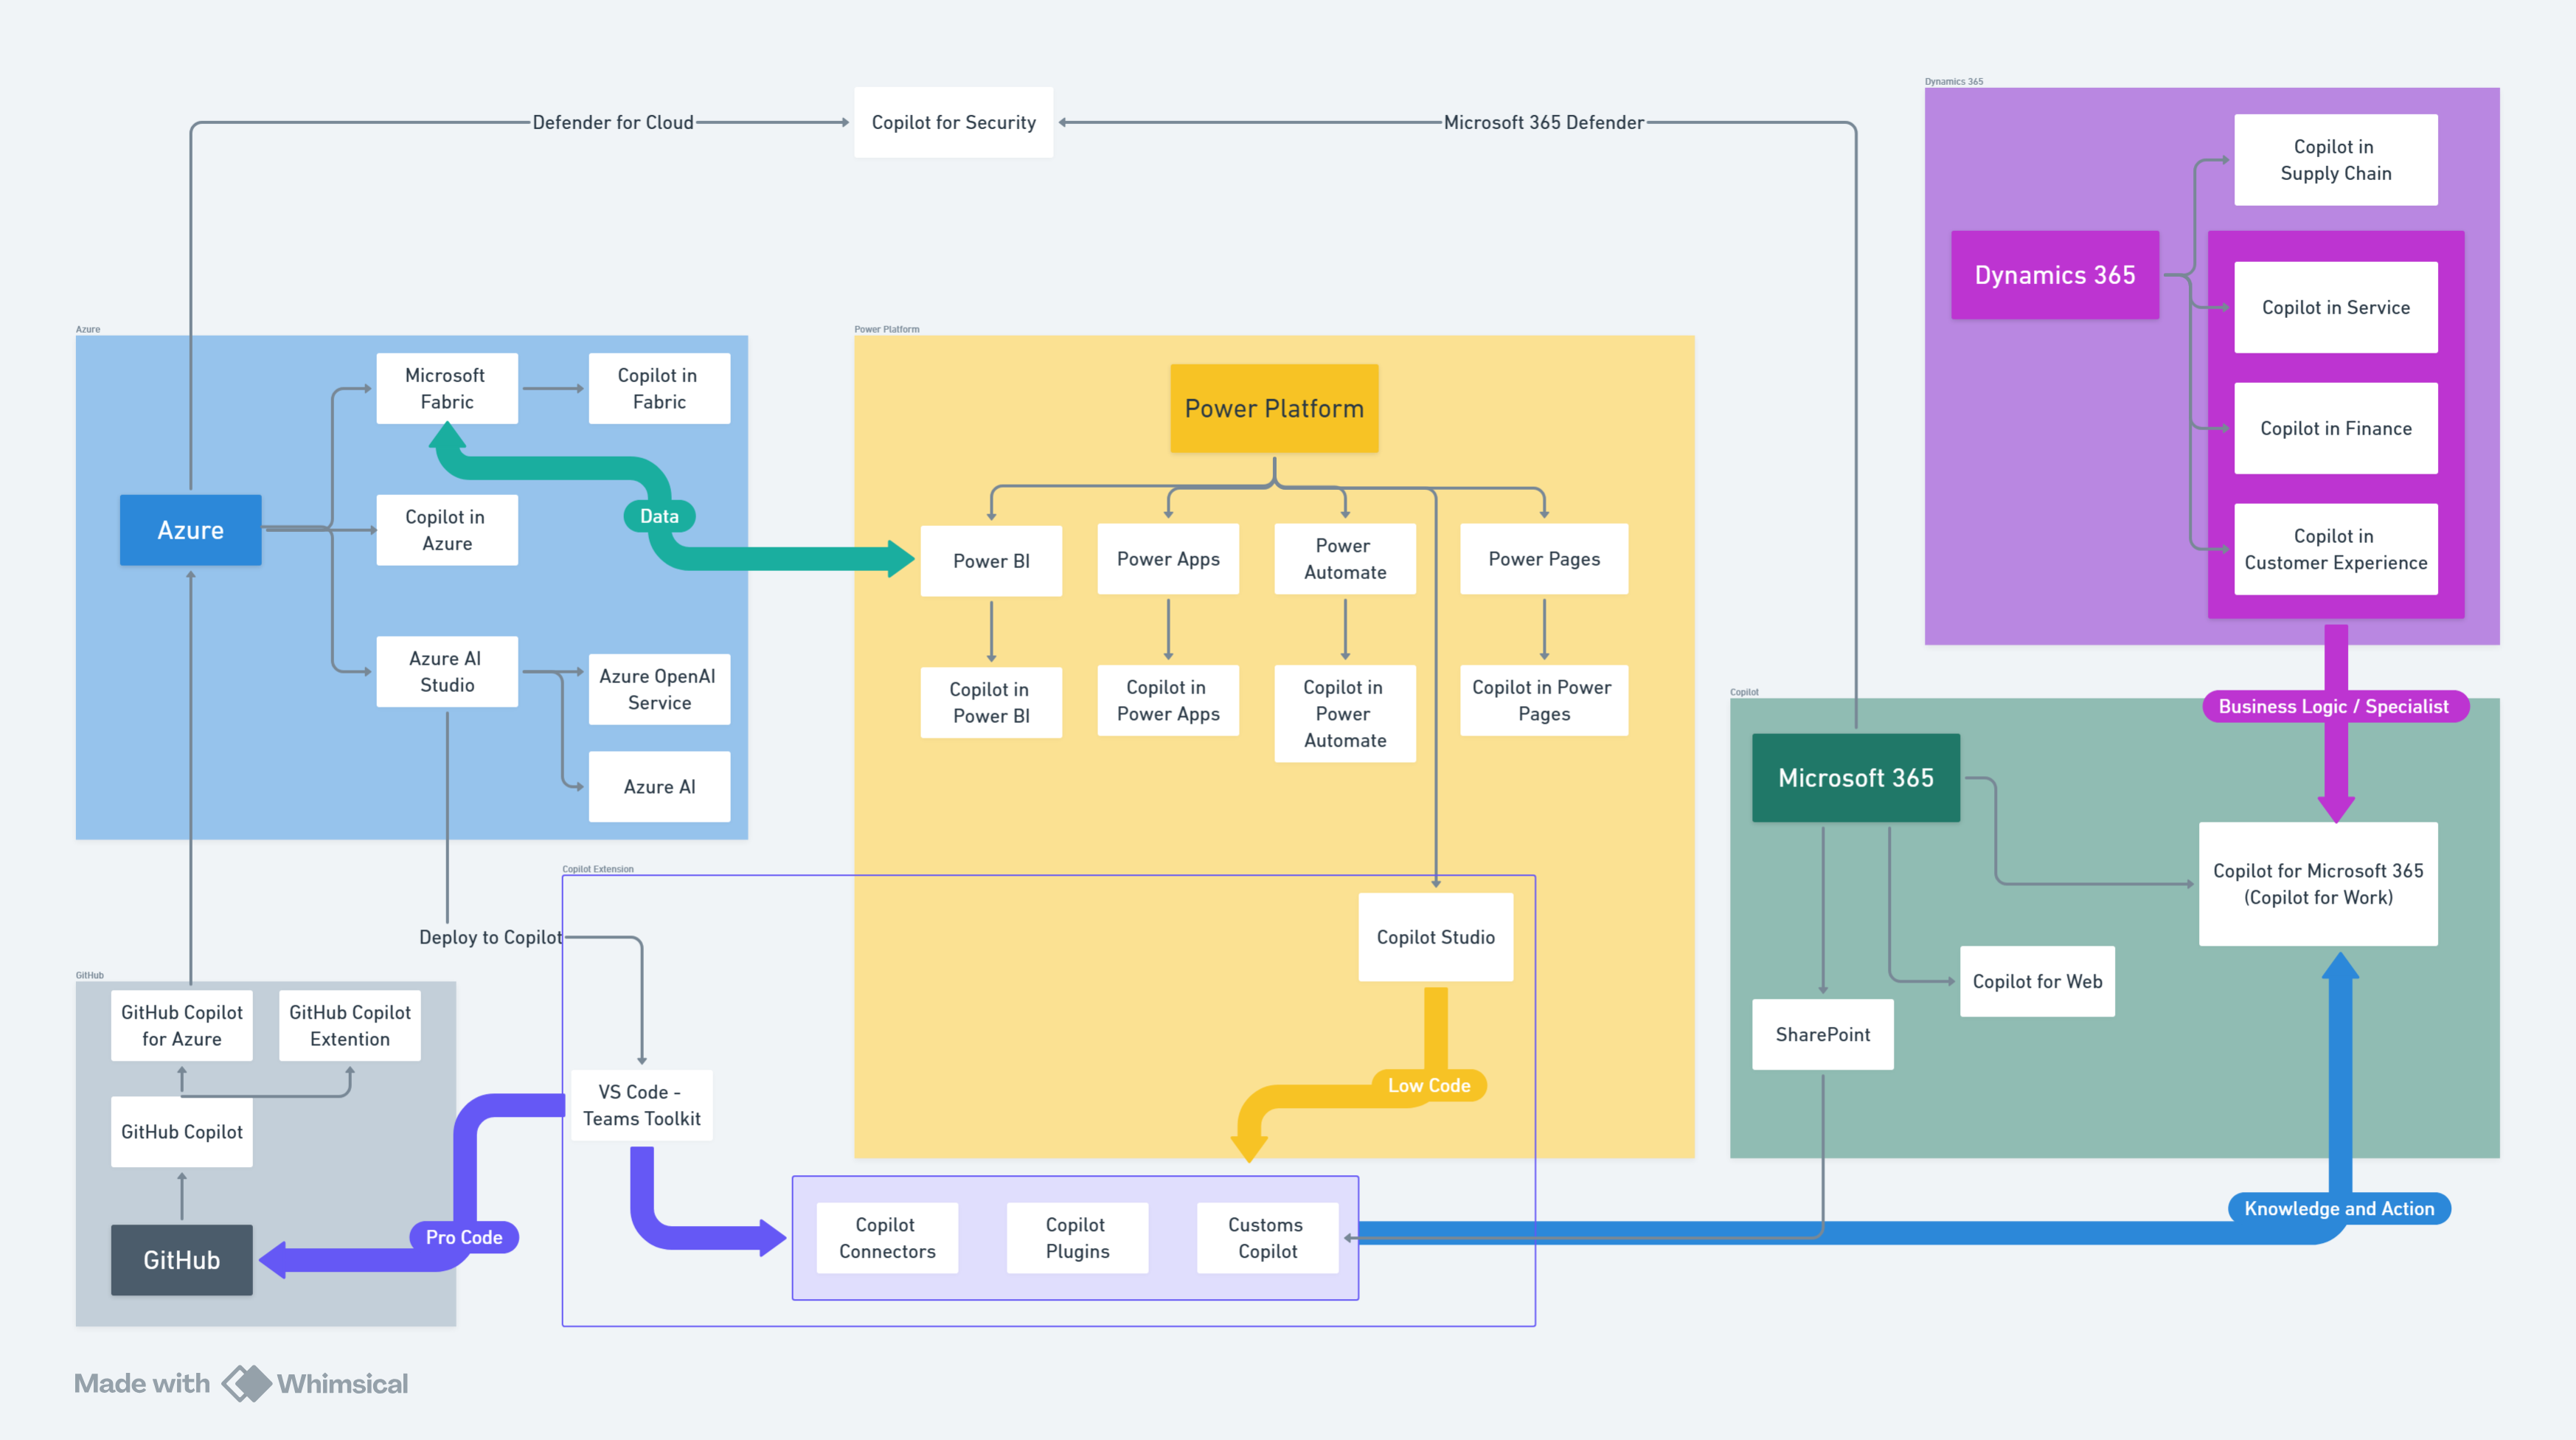 Dynamics 365
Defender for Cloud
Copilot for Security
Microsoft 365 Defender
Copilot in
Supply Chain
Dynamics 365
Copilot in Service
Copilot in Finance
Copilot in
Customer Experience
Business Logic / Specialist
Azure
Microsoft
Fabric
Copilot in
Fabric
Data
Azure
Copilot in
Azure
Azure AI
Studio
Azure OpenAI
Service
Azure AI
Power Platform
Power Platform
Power BI
Power Apps
Power
Automate
Power Pages
Copilot in
Power BI
Copilot in
Power Apps
Copilot in
Power
Automate
Copilot in Power
Pages
Copilot
Microsoft 365
Copilot for Microsoft 365
(Copilot for Work)
Copilot for Web
SharePoint
Knowledge and Action
Copilot Extension
Deploy to Copilot
Copilot Studio
Low Code
VS Code -
Teams Toolkit
Copilot
Connectors
Copilot
Plugins
Customs
Copilot
GitHub
GitHub Copilot
for Azure
GitHub Copilot
Extention
GitHub Copilot
Pro Code
GitHub
Made with Whimsical